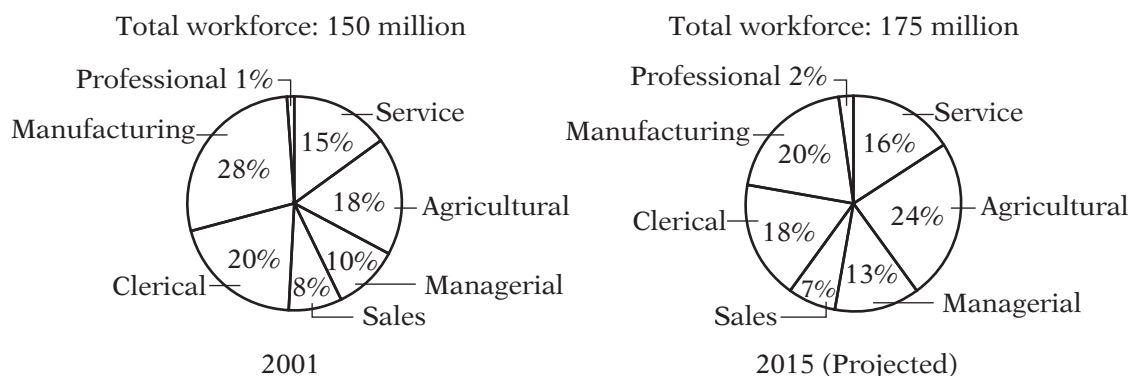 Total workforce: 150 million
Professional 1%
Service
Manufacturing
15%
28%
18%
Agricultural
20%
10%
Clerical
8%
Managerial
Sales
2001
Total workforce: 175 million
Professional 2%
Service
Manufacturing
16%
20%
Clerical
24%
Agricultural
18%
13%
7%
Managerial
Sales
2015 (Projected)